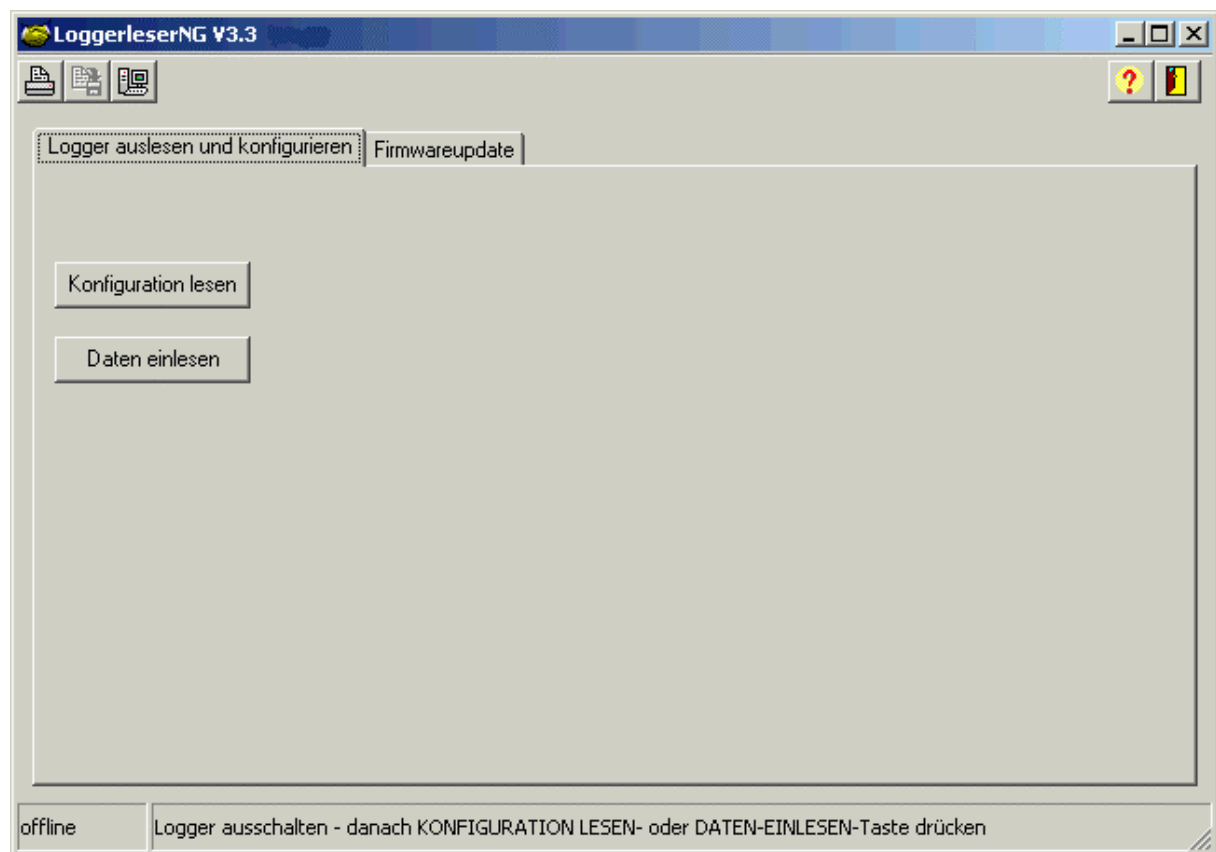 LoggerleserNG V3.3
Logger auslesen und konfigurieren
Firmwareupdate
Konfiguration lesen
Daten einlesen
offline
Logger ausschalten - danach KONFIGURATION LESEN- oder DATEN-EINLESEN-Taste drücken